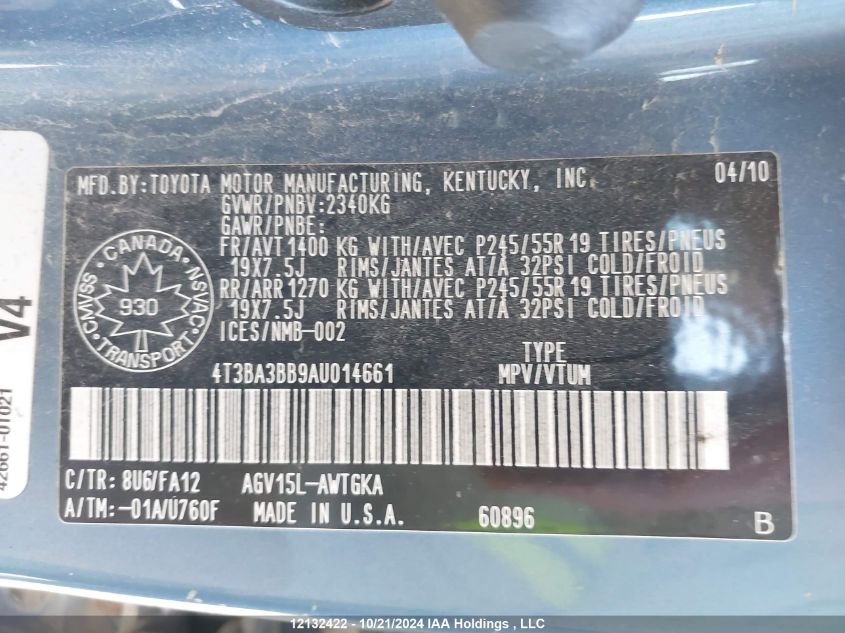 MFD.BY:TOYOTA MOTOR MANUFACTURING, KENTUCKY, INC. 04/10
GVWR/PNBV:2340KG
GAWR/PNBE:
FR/AVT1400 KG WITH/AVEC P245/55R19 TIRES/PNEUS
19X7.5J RIMS/JANTES AT/A 32PSI COLD/FROID
RR/ARR1270 KG WITH/AVEC P245/55R19 TIRES/PNEUS
19X7.5J RIMS/JANTES AT/A 32PSI COLD/FROID
ICES/NMB-002
CANADA
CMVSS
930
NSVAC
TRANSPORT
TYPE
4T3BA3BB9AU014661 MPV/VTUM
C/TR: 8U6/FA12 AGV15L-AWTGKA
A/TM:-01A/U760F MADE IN U.S.A. 60896 B
V4
42661-0T021
12132422 - 10/21/2024 IAA Holdings , LLC